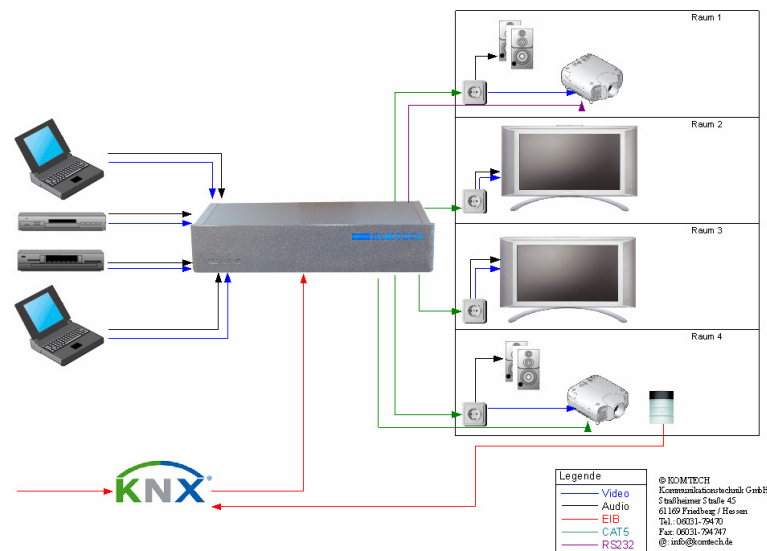 Raum 1
Raum 2
Raum 3
KOMTECH
Raum 4
KNX
Legende
Video
Audio
EIB
CAT5
RS232
© KOMTECH
Kommunikationstechnik GmbH
Straßheimer Straße 45
61169 Friedberg / Hessen
Tel.: 06031-79470
Fax: 06031-794747
@: info@komtech.de